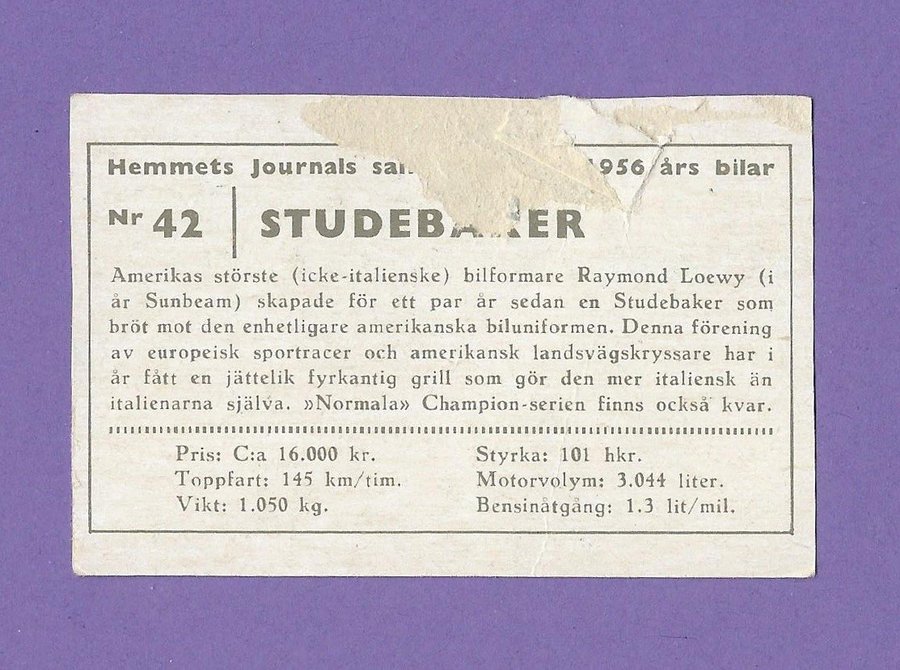 Hemmets Journals 1956 års bilar
Nr 42 STUDEBAKER
Amerikas störste (icke-italienske) bilformare Raymond Loewy (i
år Sunbeam) skapade för ett par år sedan en Studebaker som
bröt mot den enhetligare amerikanska biluniformen. Denna förening
av europeisk sportracer och amerikansk landsvägskryssare har i
år fått en jättelik fyrkantig grill som gör den mer italiensk än
italienarna själva. »Normala» Champion-serien finns också kvar.
Pris: C:a 16.000 kr.
Toppfart: 145 km/tim.
Vikt: 1.050 kg.
Styrka: 101 hkr.
Motorvolym: 3.044 liter.
Bensinåtgång: 1.3 lit/mil.